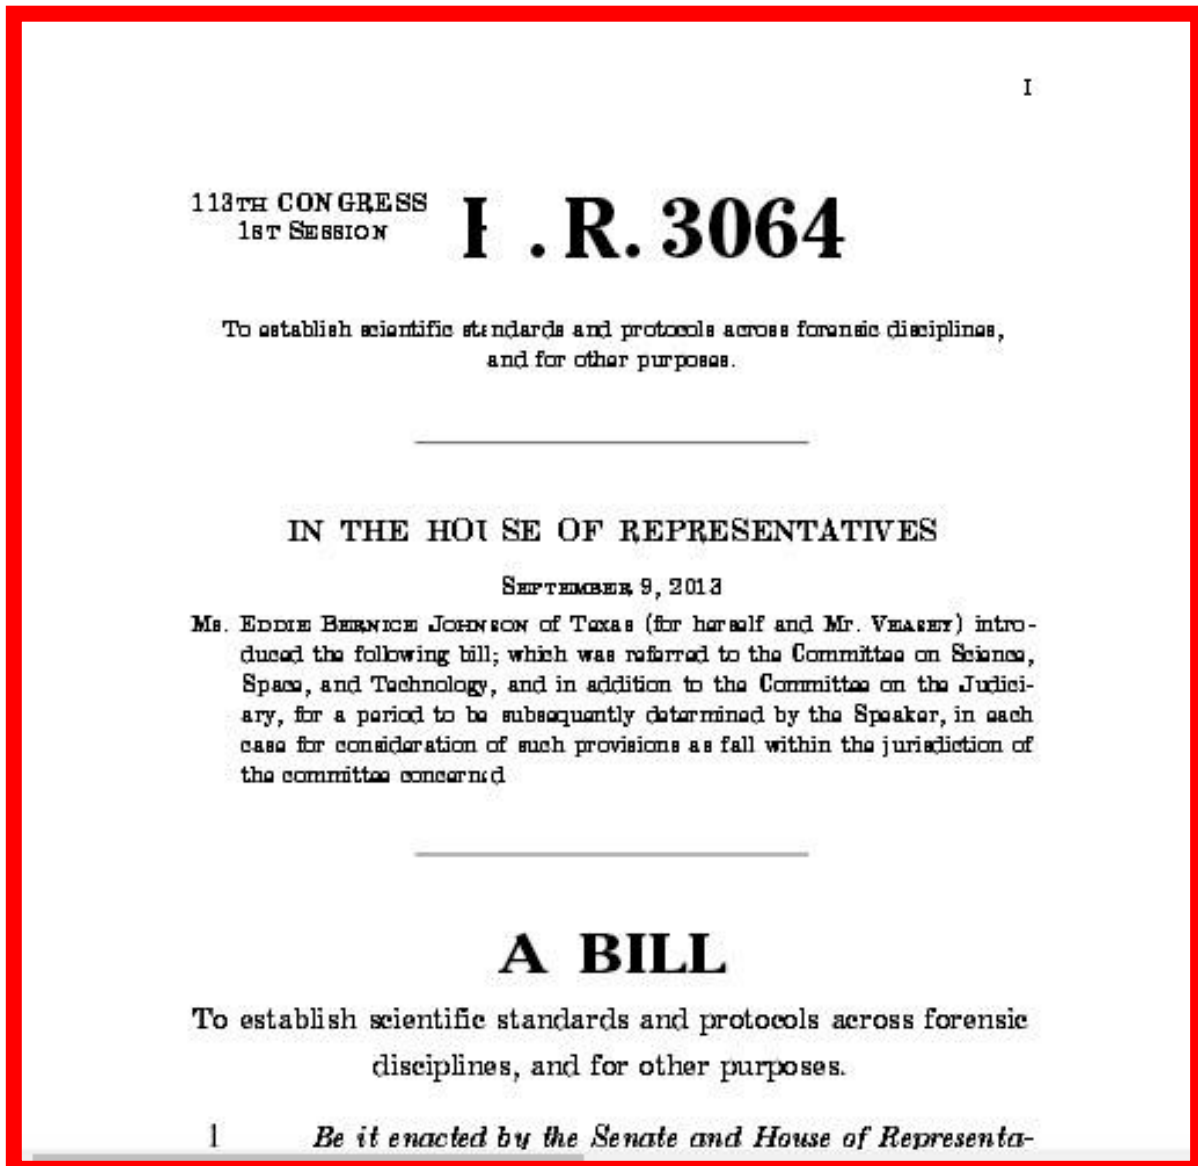 I
113TH CONGRESS
1ST SESSION
H. R. 3064
To establish scientific standards and protocols across forensic disciplines,
and for other purposes.
IN THE HOUSE OF REPRESENTATIVES
SEPTEMBER 9, 2013
Ms. EDDIE BERNICE JOHNSON of Texas (for herself and Mr. VEASEY) intro-
duced the following bill; which was referred to the Committee on Science,
Space, and Technology, and in addition to the Committee on the Judici-
ary, for a period to be subsequently determined by the Speaker, in each
case for consideration of such provisions as fall within the jurisdiction of
the committee concerned
A BILL
To establish scientific standards and protocols across forensic
disciplines, and for other purposes.
1 Be it enacted by the Senate and House of Representa-